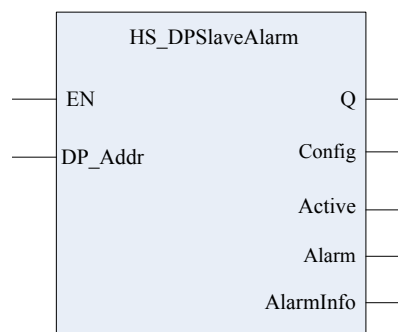 HS_DPSlaveAlarm
EN Q
DP_Addr Config
Active
Alarm
AlarmInfo